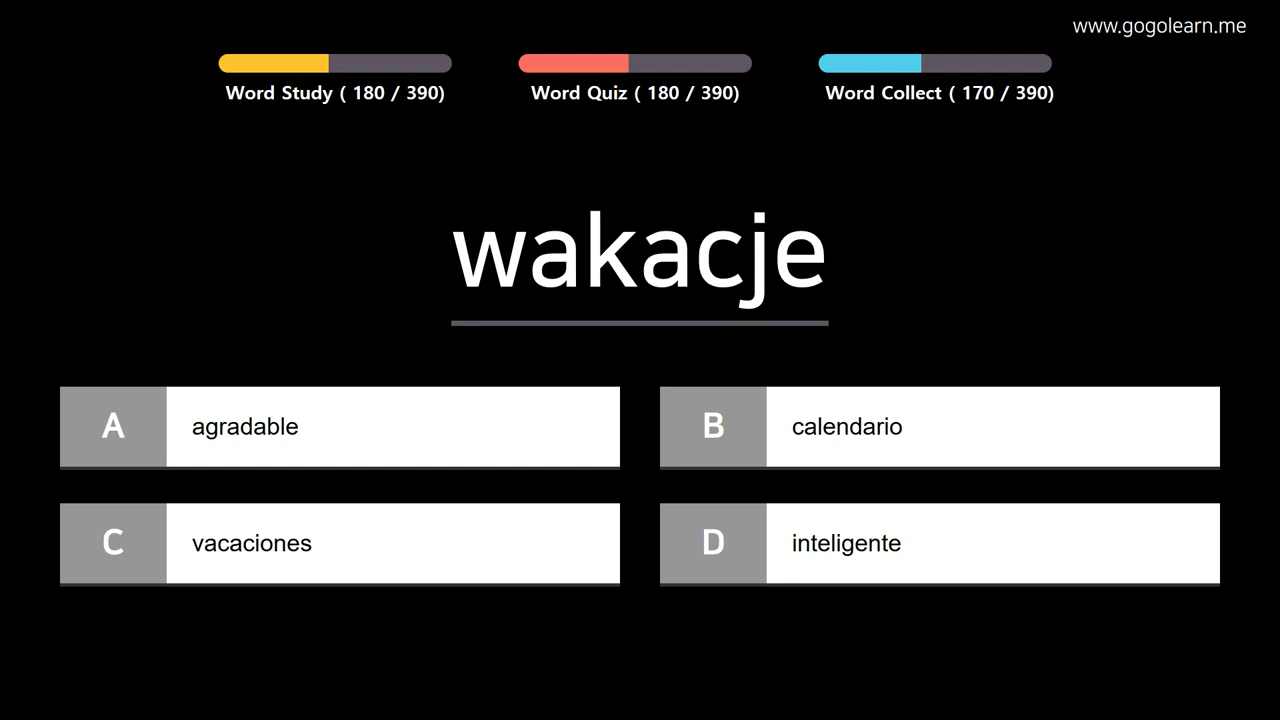 www.gogolearn.me
Word Study ( 180 / 390)
Word Quiz ( 180 / 390)
Word Collect ( 170 / 390)
wakacje
A agradable
B calendario
C vacaciones
D inteligente